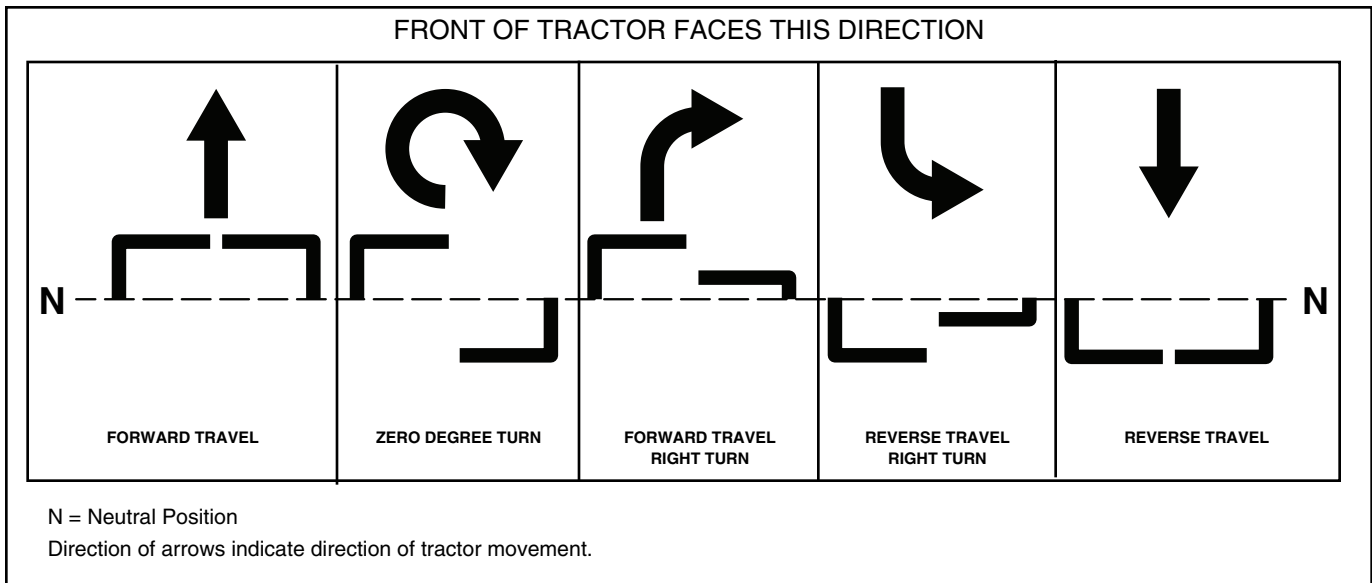 FRONT OF TRACTOR FACES THIS DIRECTION
N
N
FORWARD TRAVEL
ZERO DEGREE TURN
FORWARD TRAVEL
RIGHT TURN
REVERSE TRAVEL
RIGHT TURN
REVERSE TRAVEL
N = Neutral Position
Direction of arrows indicate direction of tractor movement.